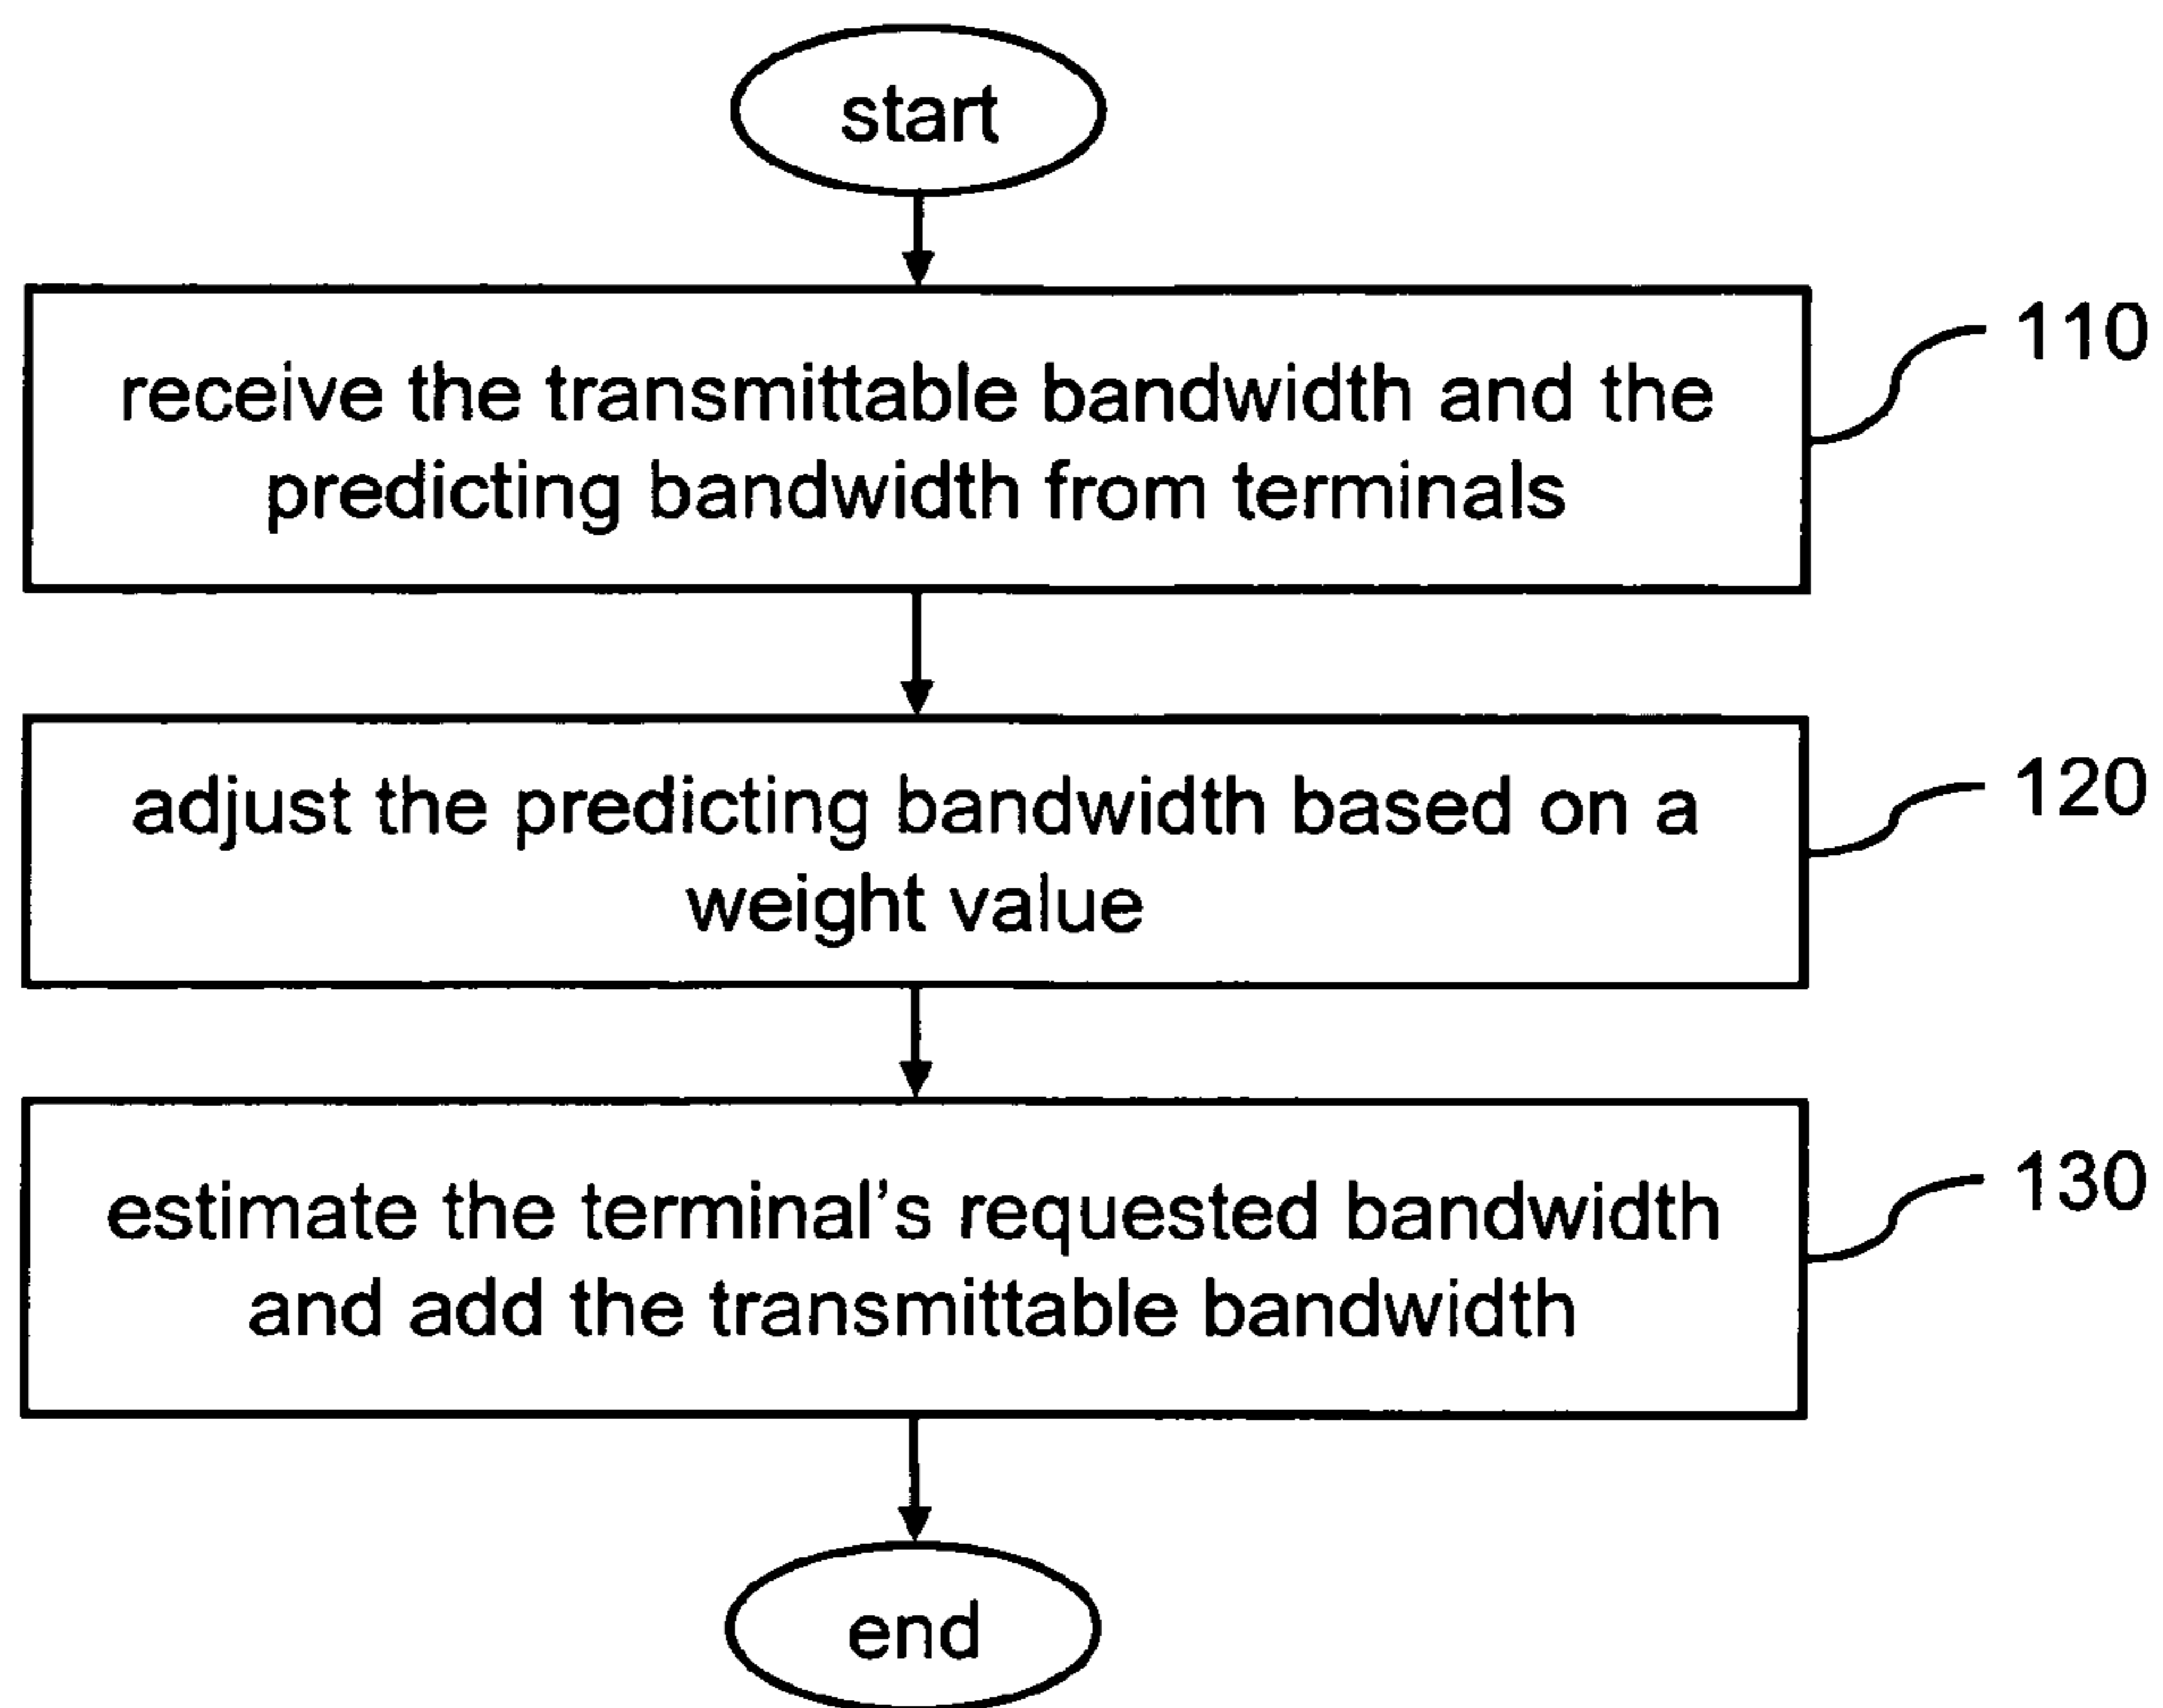 start
receive the transmittable bandwidth and the
predicting bandwidth from terminals
110
adjust the predicting bandwidth based on a
weight value
120
estimate the terminal’s requested bandwidth
and add the transmittable bandwidth
130
end